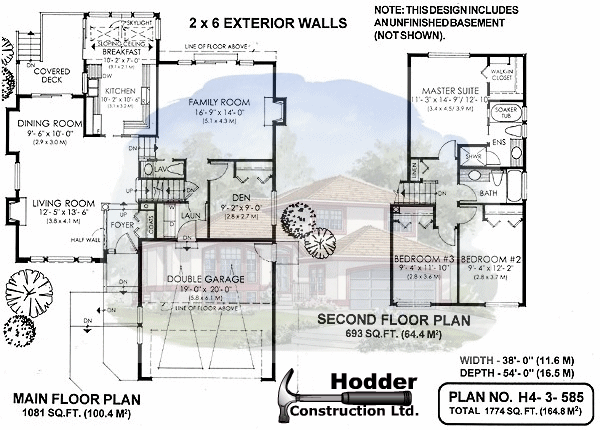 2 x 6 EXTERIOR WALLS
NOTE: THIS DESIGN INCLUDES
AN UNFINISHED BASEMENT
(NOT SHOWN).
SKYLIGHT
SLOPING CEILING
BREAKFAST
10'- 2" x 7'- 0"
(3.1 x 2.1 M)
DN
COVERED
DECK
DN
KITCHEN
10'- 2" x 10'- 6"
(3.1 x 3.2 M)
LINE OF FLOOR ABOVE
FAMILY ROOM
16'- 9" x 14'- 0"
(5.1 x 4.3 M)
DINING ROOM
9'- 6" x 10'- 0"
(2.9 x 3.0 M)
DN
LAV
UP
DEN
9'- 2" x 9'- 0"
(2.8 x 2.7 M)
LIVING ROOM
12'- 5" x 13'- 6"
(3.8 x 4.1 M)
HALF WALL
UP
FOYER
UP
COATS
D
LAUN
DN
DOUBLE GARAGE
19'- 0" x 20'- 0"
(5.8 x 6.1 M)
LINE OF FLOOR ABOVE
DN
MAIN FLOOR PLAN
1081 SQ.FT. (100.4 M²)
MASTER SUITE
11'- 3" x 14'- 9"/ 12'- 10"
(3.4 x 4.5/ 3.9 M)
WALK-IN
CLOSET
SOAKER
TUB
ENS
SHWR
LINEN
DN
BATH
BEDROOM #3
9'- 4" x 11'- 10"
(2.8 x 3.6 M)
BEDROOM #2
9'- 4" x 12'- 2"
(2.8 x 3.7 M)
SECOND FLOOR PLAN
693 SQ.FT. (64.4 M²)
WIDTH - 38'- 0" (11.6 M)
DEPTH - 54'- 0" (16.5 M)
Hodder
Construction Ltd.
PLAN NO. H4- 3- 585
TOTAL 1774 SQ.FT. (164.8 M²)